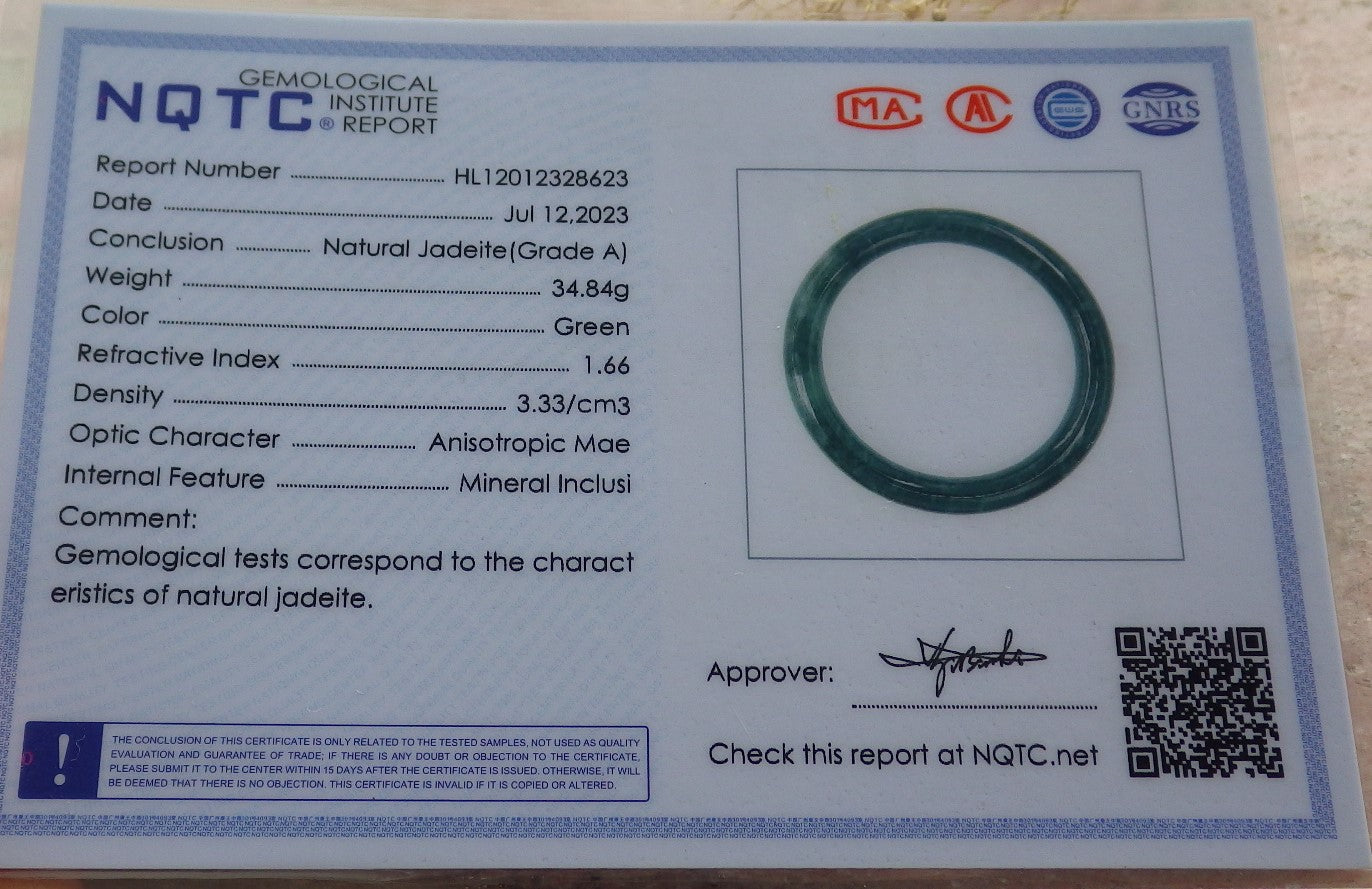 NQTC® GEMOLOGICAL INSTITUTE REPORT
MA
GNRS
Report Number HL12012328623
Date Jul 12,2023
Conclusion Natural Jadeite(Grade A)
Weight 34.84g
Color Green
Refractive Index 1.66
Density 3.33/cm3
Optic Character Anisotropic Mae
Internal Feature Mineral Inclusi
Comment:
Gemological tests correspond to the charact
eristics of natural jadeite.
Approver:
Check this report at NQTC.net
!
THE CONCLUSION OF THIS CERTIFICATE IS ONLY RELATED TO THE TESTED SAMPLES, NOT USED AS QUALITY
EVALUATION AND GUARANTEE OF TRADE; IF THERE IS ANY DOUBT OR OBJECTION TO THE CERTIFICATE,
PLEASE SUBMIT IT TO THE CENTER WITHIN 15 DAYS AFTER THE CERTIFICATE IS ISSUED. OTHERWISE, IT WILL
BE DEEMED THAT THERE IS NO OBJECTION. THIS CERTIFICATE IS INVALID IF IT IS COPIED OR ALTERED.